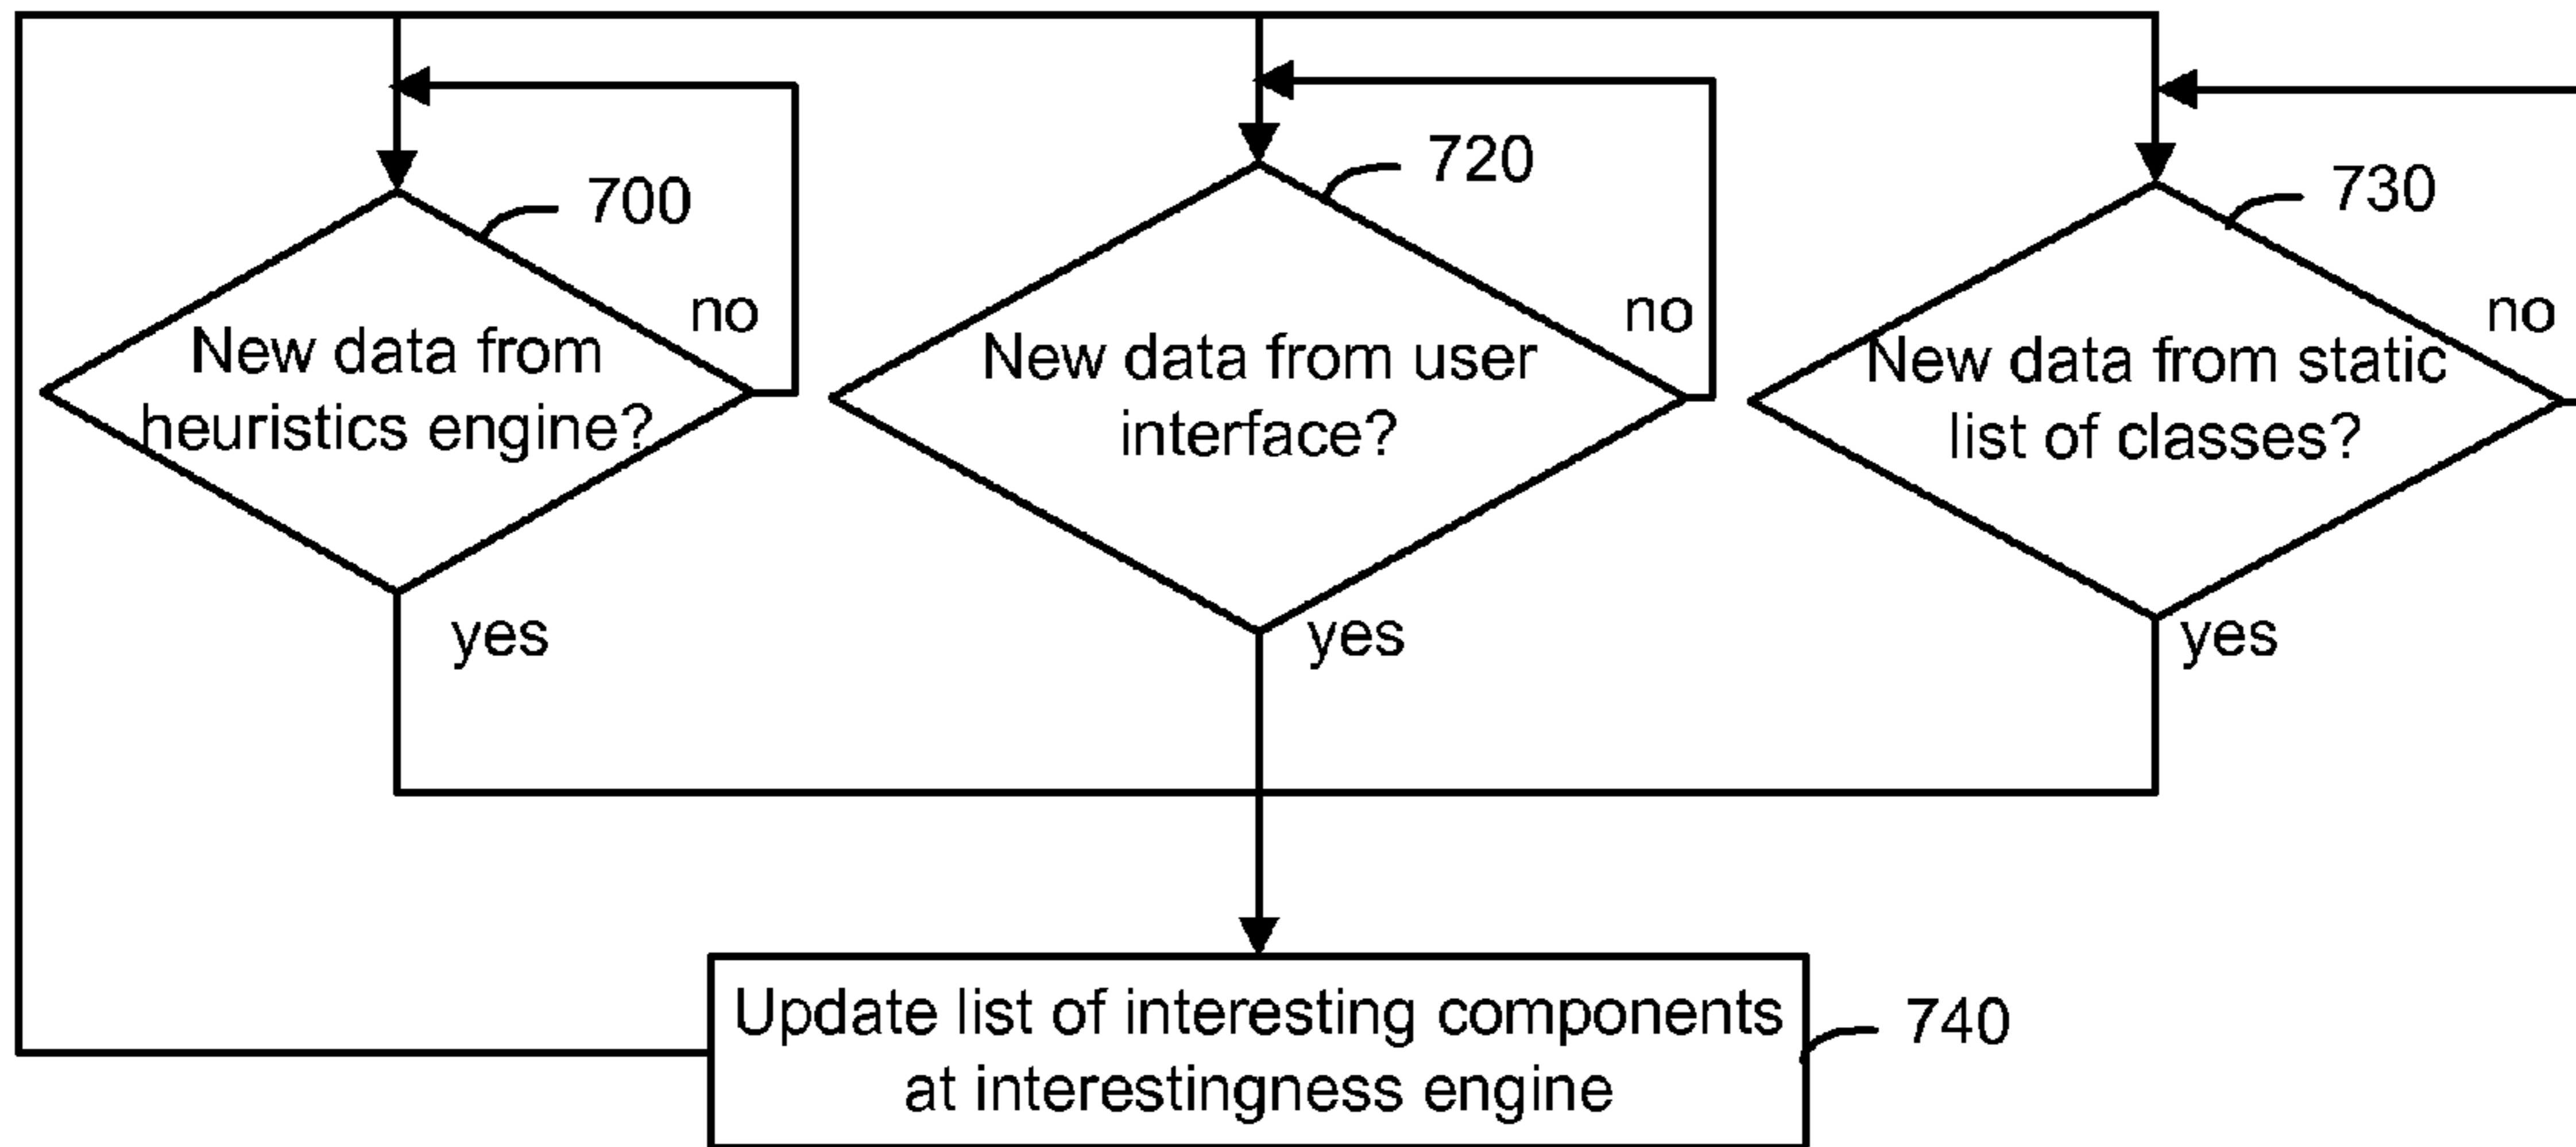 700
New data from
heuristics engine?
no
yes
720
New data from user
interface?
no
yes
730
New data from static
list of classes?
no
yes
Update list of interesting components
at interestingness engine
740